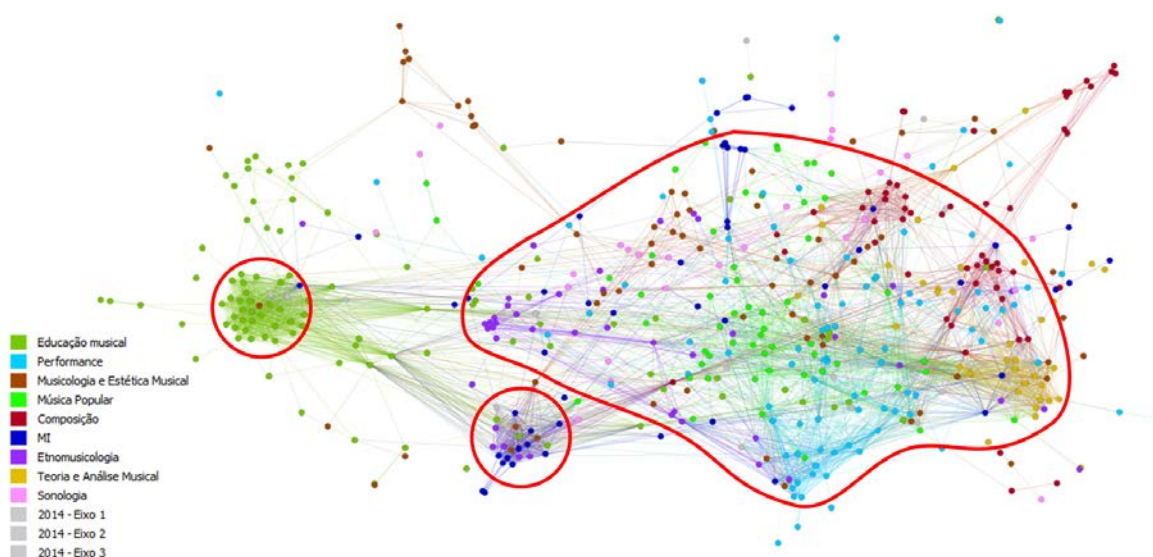 Educação musical
Performance
Musicologia e Estética Musical
Música Popular
Composição
MI
Etnomusicologia
Teoria e Análise Musical
Sonologia
2014 - Eixo 1
2014 - Eixo 2
2014 - Eixo 3